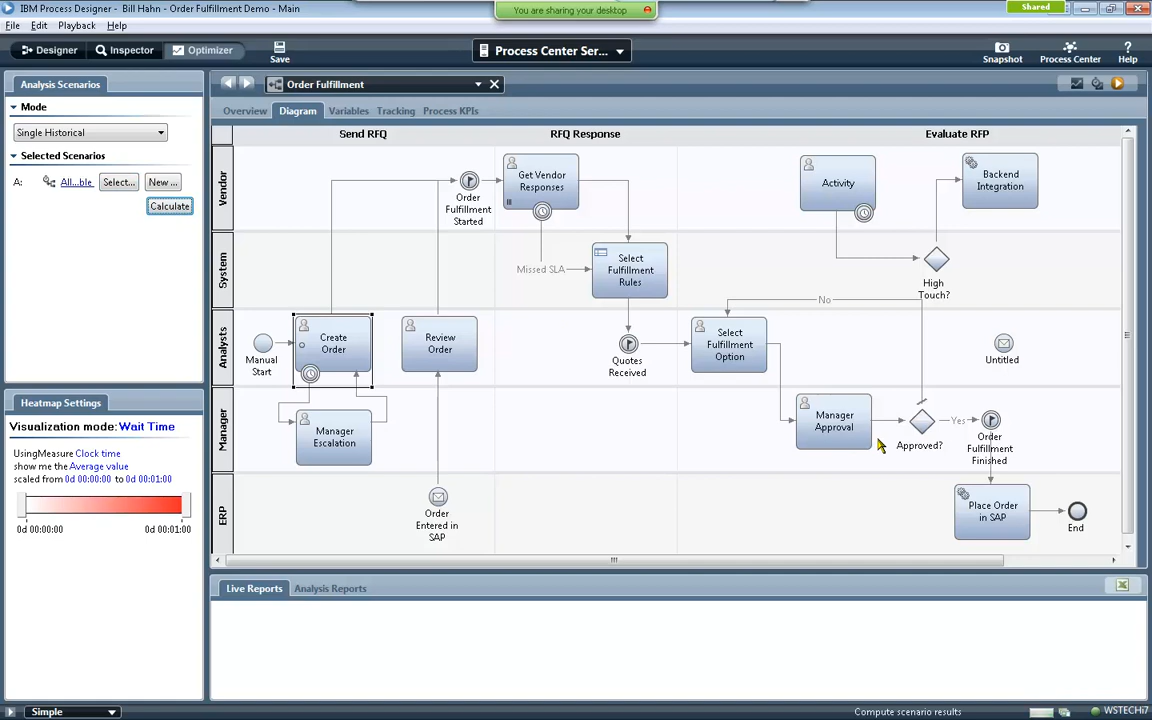 IBM Process Designer - Bill Hahn - Order Fulfillment Demo - Main
You are sharing your desktop
Shared
File Edit Playback Help
Designer Inspector Optimizer
Save
Process Center Ser...
Snapshot Process Center Help
Analysis Scenarios
Mode
Single Historical
Selected Scenarios
A: All...ble Select... New ...
Calculate
Heatmap Settings
Visualization mode: Wait Time
UsingMeasure Clock time
show me the Average value
scaled from 0d 00:00:00 to 0d 00:01:00
0d 00:00:00 0d 00:01:00
Order Fulfillment
Overview Diagram Variables Tracking Process KPIs
Send RFQ RFQ Response Evaluate RFP
Vendor
Order
Fulfillment
Started
Get Vendor
Responses
Activity
Backend
Integration
System
Missed SLA
Select
Fulfillment
Rules
High
Touch?
No
Analysts
Manual
Start
Create
Order
Review
Order
Quotes
Received
Select
Fulfillment
Option
Untitled
Manager
Manager
Escalation
Manager
Approval
Approved?
Yes
Order
Fulfillment
Finished
ERP
Order
Entered in
SAP
Place Order
in SAP
End
Live Reports Analysis Reports
Simple
Compute scenario results
WSTECHi7